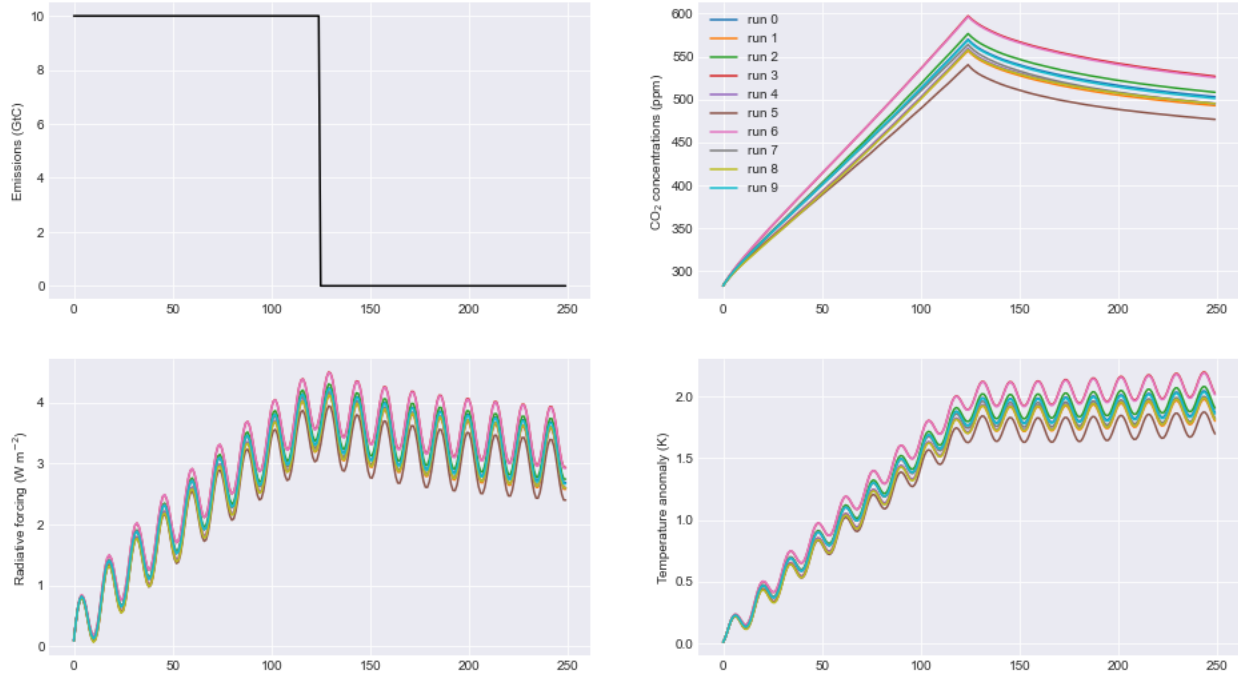 Emissions (GtC)
10
8
6
4
2
0
0 50 100 150 200 250
CO₂ concentrations (ppm)
600
550
500
450
400
350
300
run 0
run 1
run 2
run 3
run 4
run 5
run 6
run 7
run 8
run 9
0 50 100 150 200 250
Radiative forcing (W m⁻²)
4
3
2
1
0
0 50 100 150 200 250
Temperature anomaly (K)
2.0
1.5
1.0
0.5
0.0
0 50 100 150 200 250